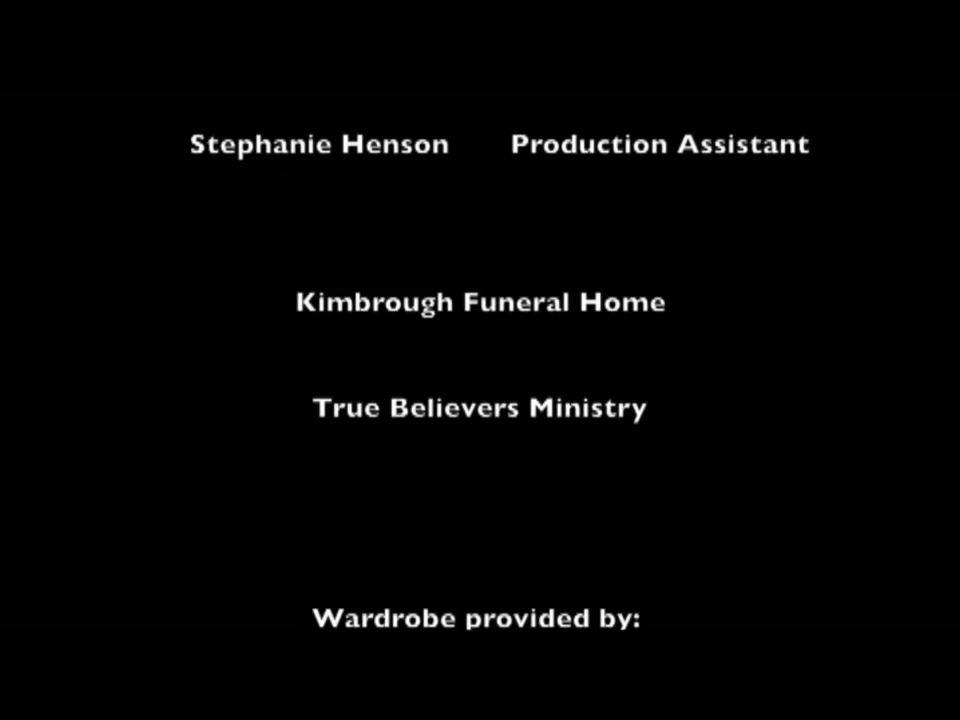 Stephanie Henson Production Assistant
Kimbrough Funeral Home
True Believers Ministry
Wardrobe provided by: